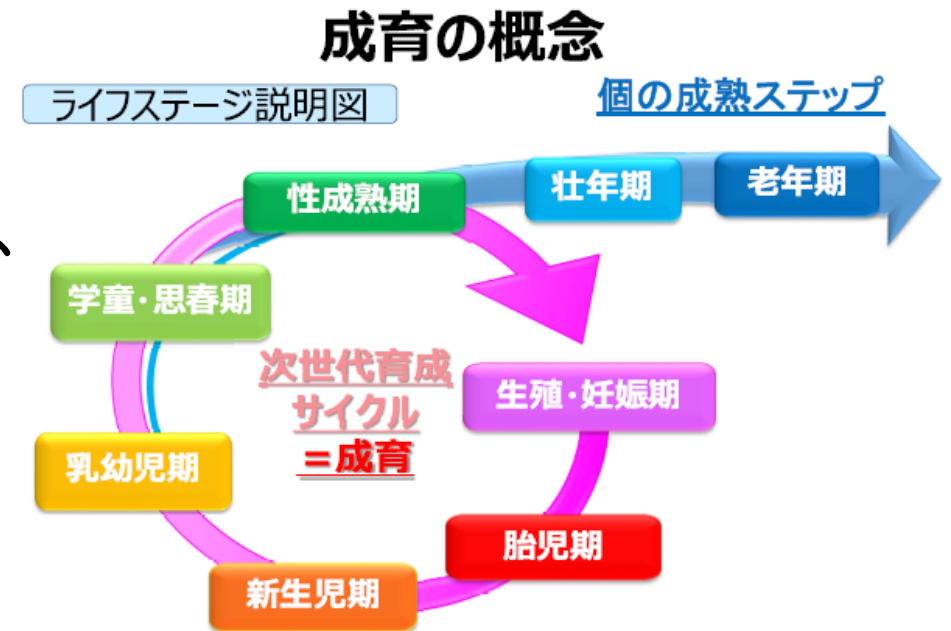 成育の概念
ライフステージ説明図
個の成熟ステップ
性成熟期
壮年期
老年期
学童・思春期
次世代育成
サイクル
=成育
生殖・妊娠期
乳幼児期
胎児期
新生児期